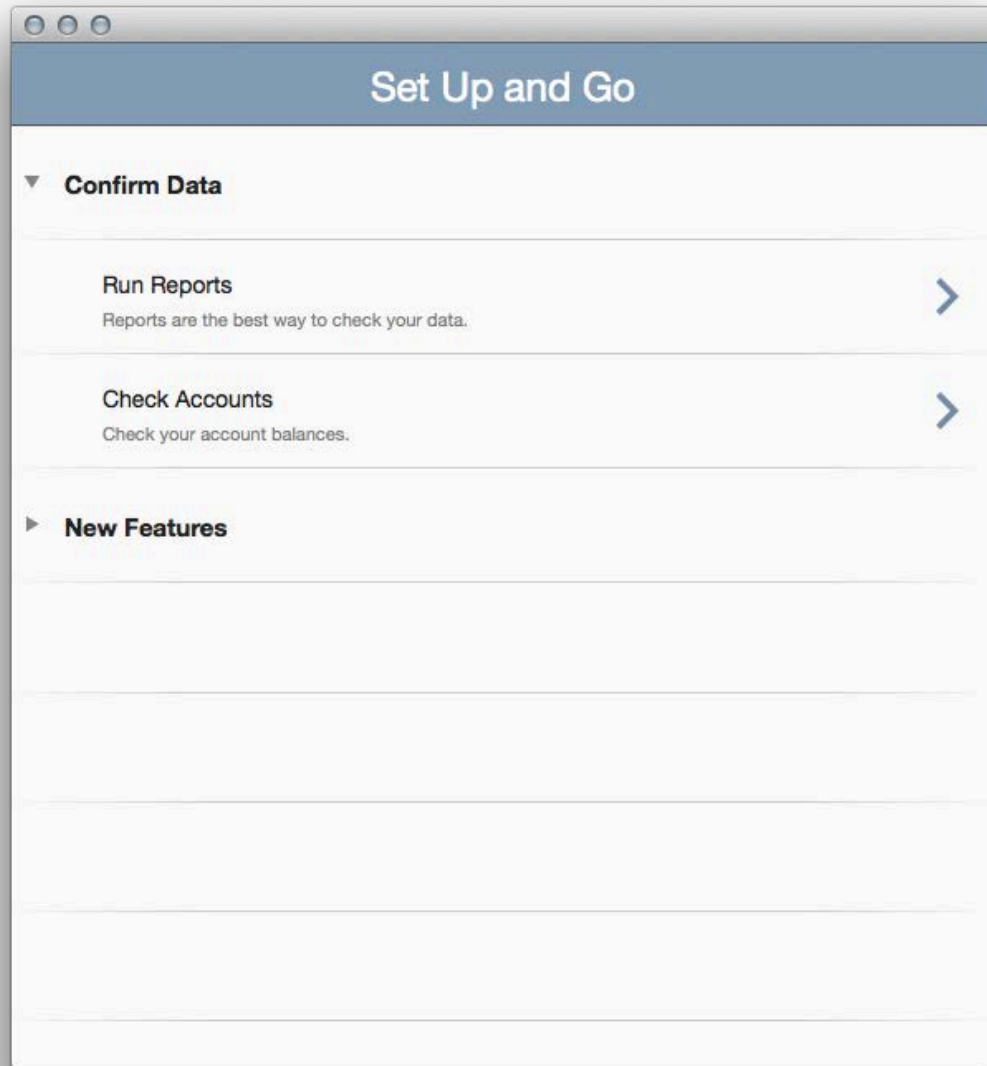 Set Up and Go
Confirm Data
Run Reports
Reports are the best way to check your data.
Check Accounts
Check your account balances.
New Features